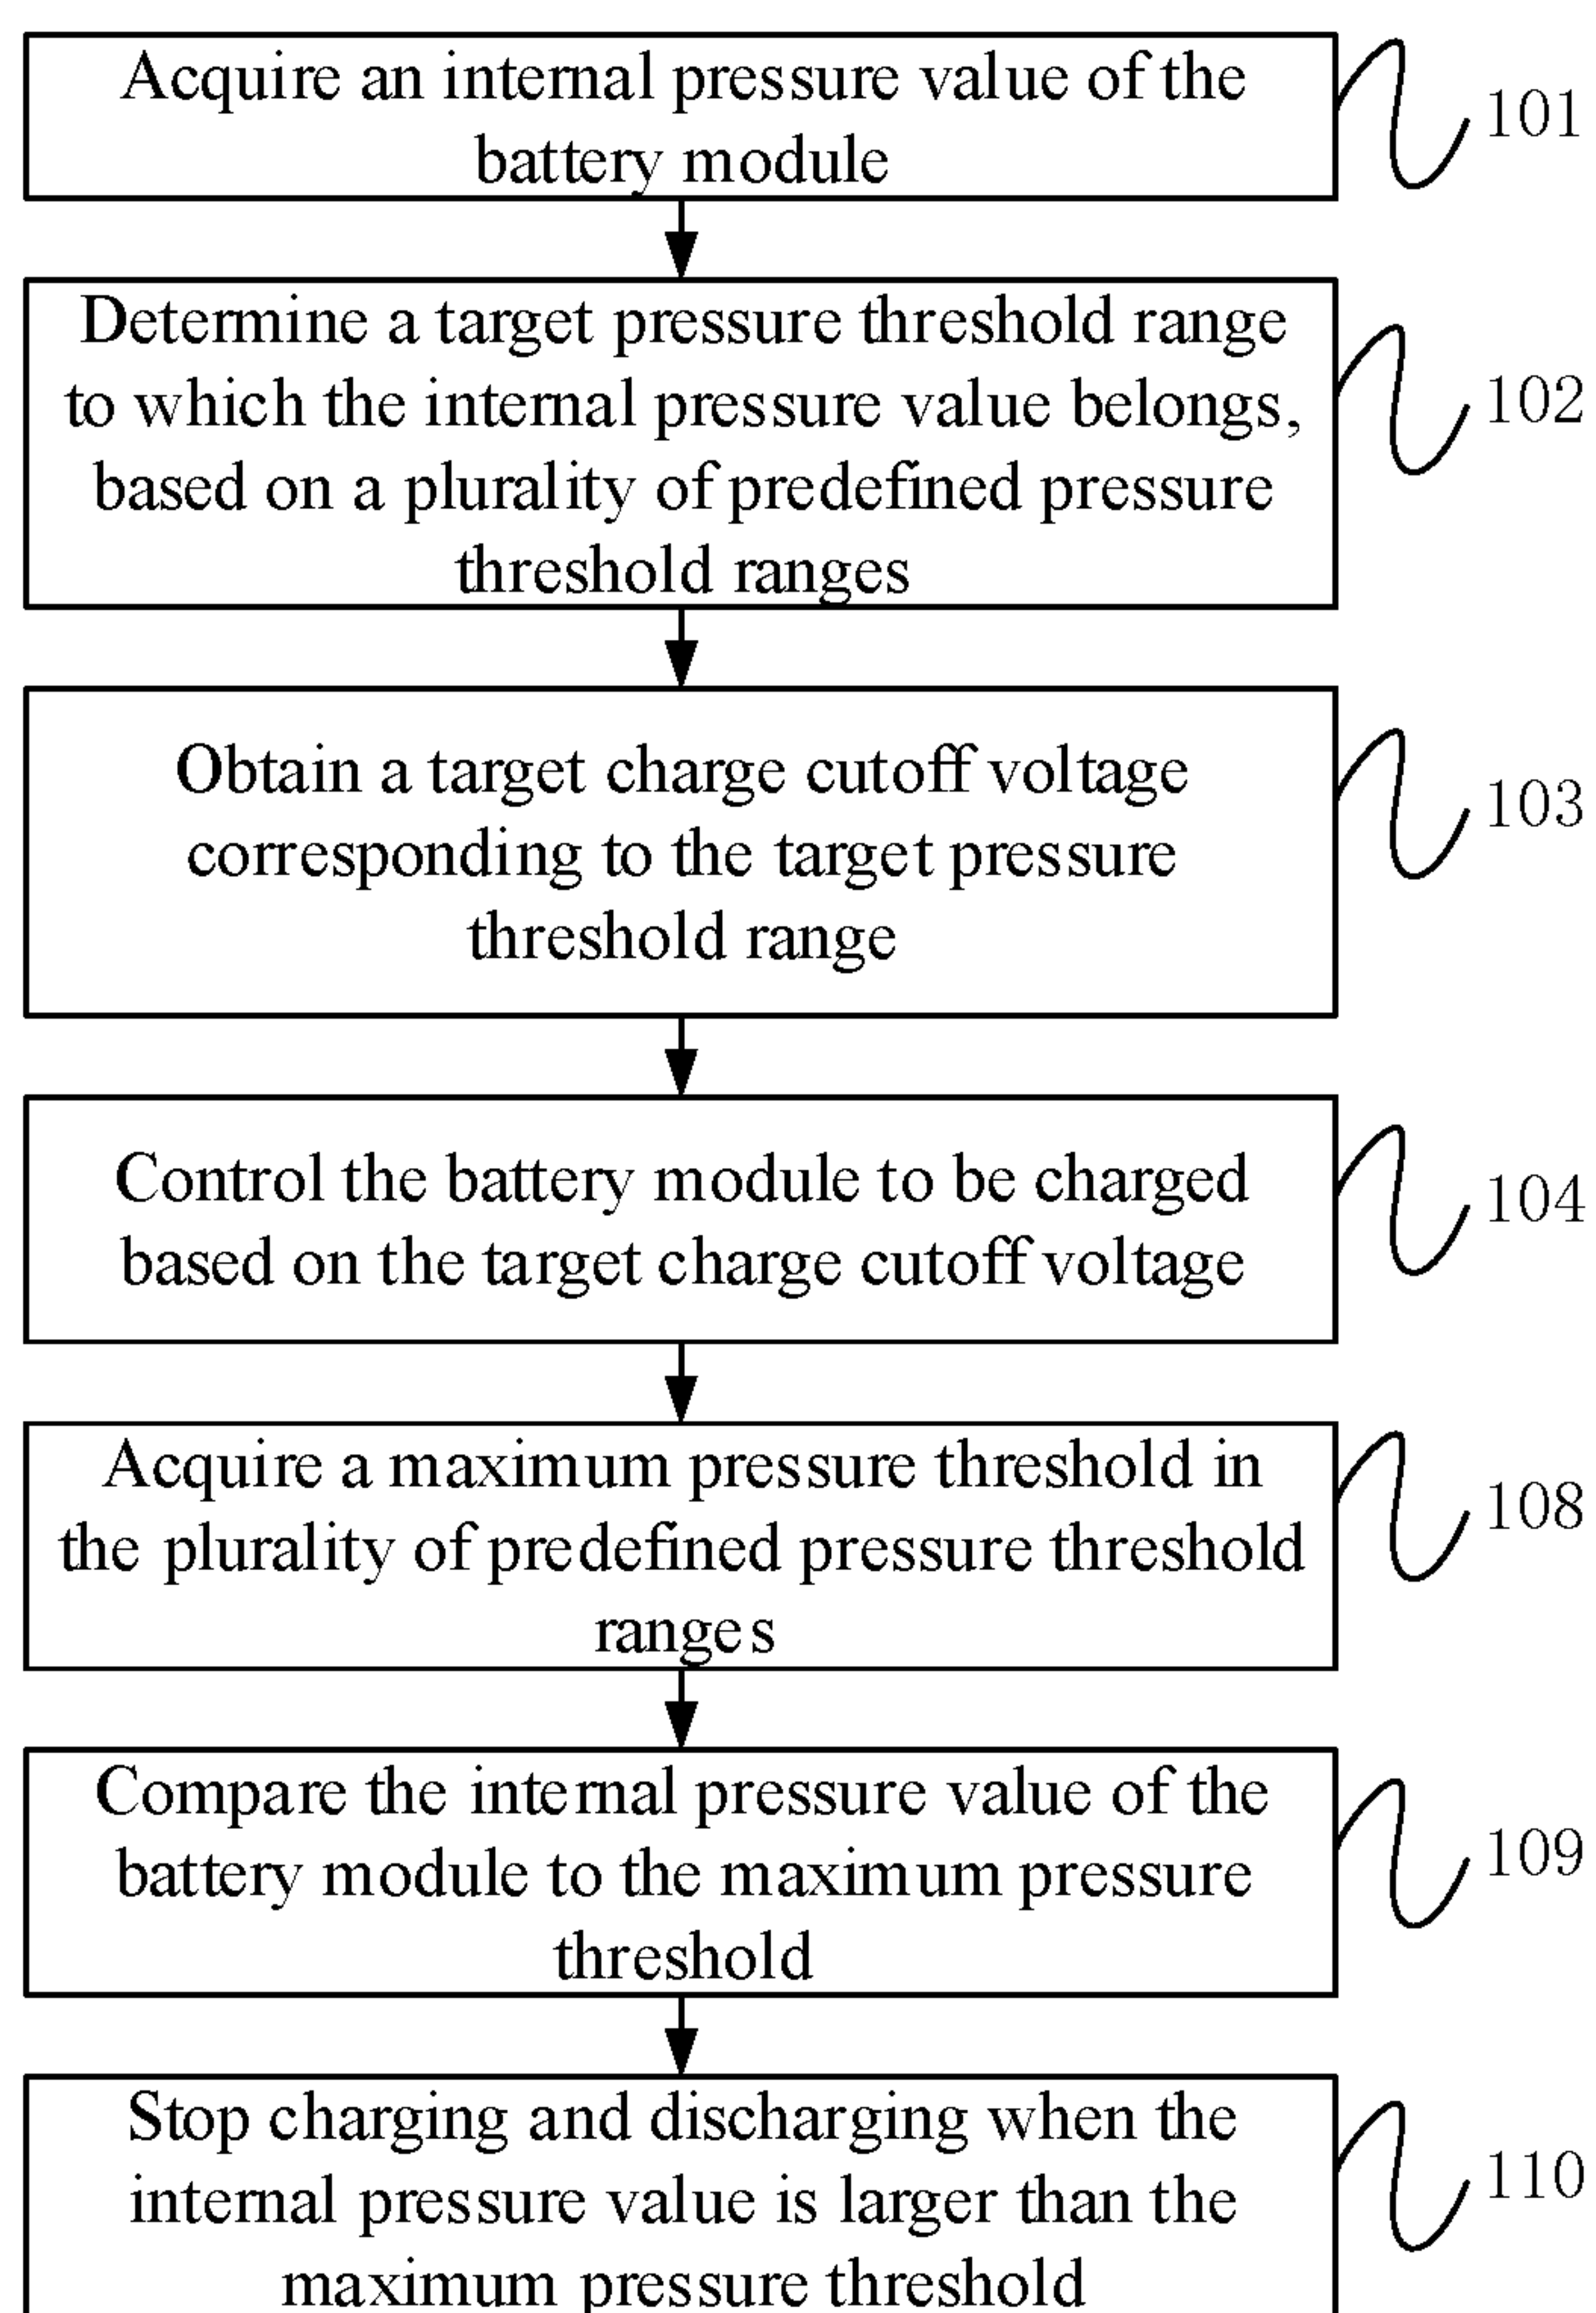 Acquire an internal pressure value of the
battery module
101
Determine a target pressure threshold range
to which the internal pressure value belongs,
based on a plurality of predefined pressure
threshold ranges
102
Obtain a target charge cutoff voltage
corresponding to the target pressure
threshold range
103
Control the battery module to be charged
based on the target charge cutoff voltage
104
Acquire a maximum pressure threshold in
the plurality of predefined pressure threshold
ranges
108
Compare the internal pressure value of the
battery module to the maximum pressure
threshold
109
Stop charging and discharging when the
internal pressure value is larger than the
maximum pressure threshold
110